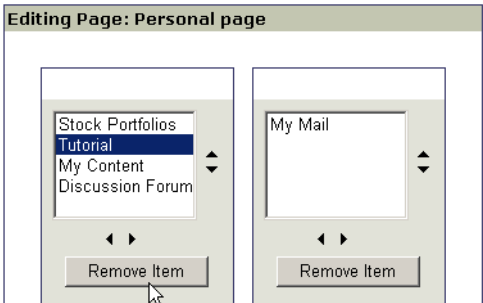 Editing Page: Personal page
Stock Portfolios
Tutorial
My Content
Discussion Forum
Remove Item
My Mail
Remove Item